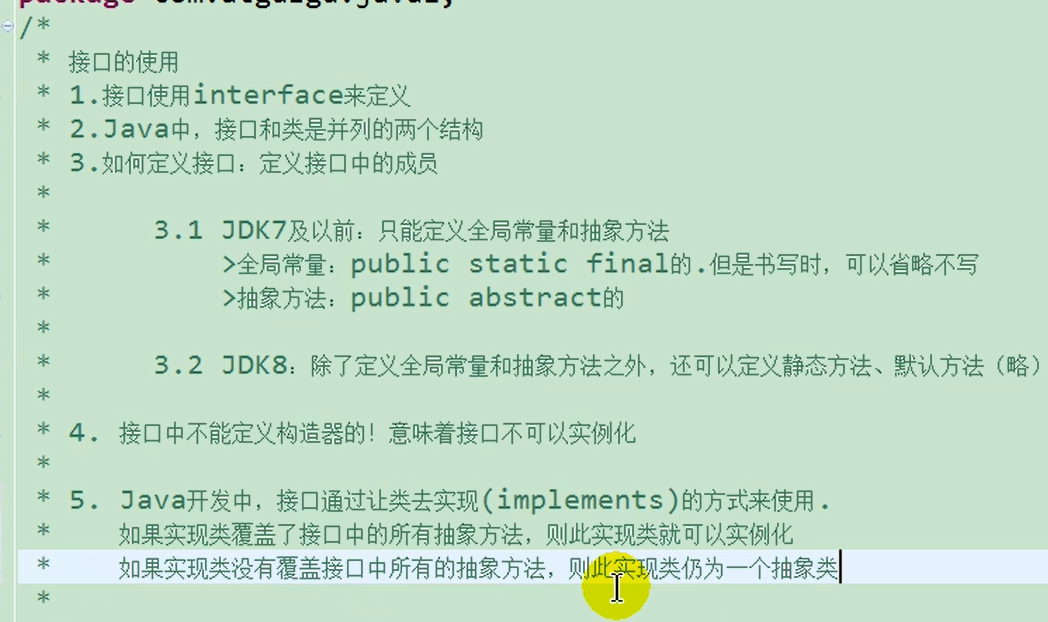 /*
* 接口的使用
* 1.接口使用interface来定义
* 2.Java中，接口和类是并列的两个结构
* 3.如何定义接口：定义接口中的成员
*
* 3.1 JDK7及以前：只能定义全局常量和抽象方法
* >全局常量：public static final的.但是书写时，可以省略不写
* >抽象方法：public abstract的
*
* 3.2 JDK8：除了定义全局常量和抽象方法之外，还可以定义静态方法、默认方法（略）
*
* 4. 接口中不能定义构造器的！意味着接口不可以实例化
*
* 5. Java开发中，接口通过让类去实现(implements)的方式来使用.
* 如果实现类覆盖了接口中的所有抽象方法，则此实现类就可以实例化
* 如果实现类没有覆盖接口中所有的抽象方法，则此实现类仍为一个抽象类
*